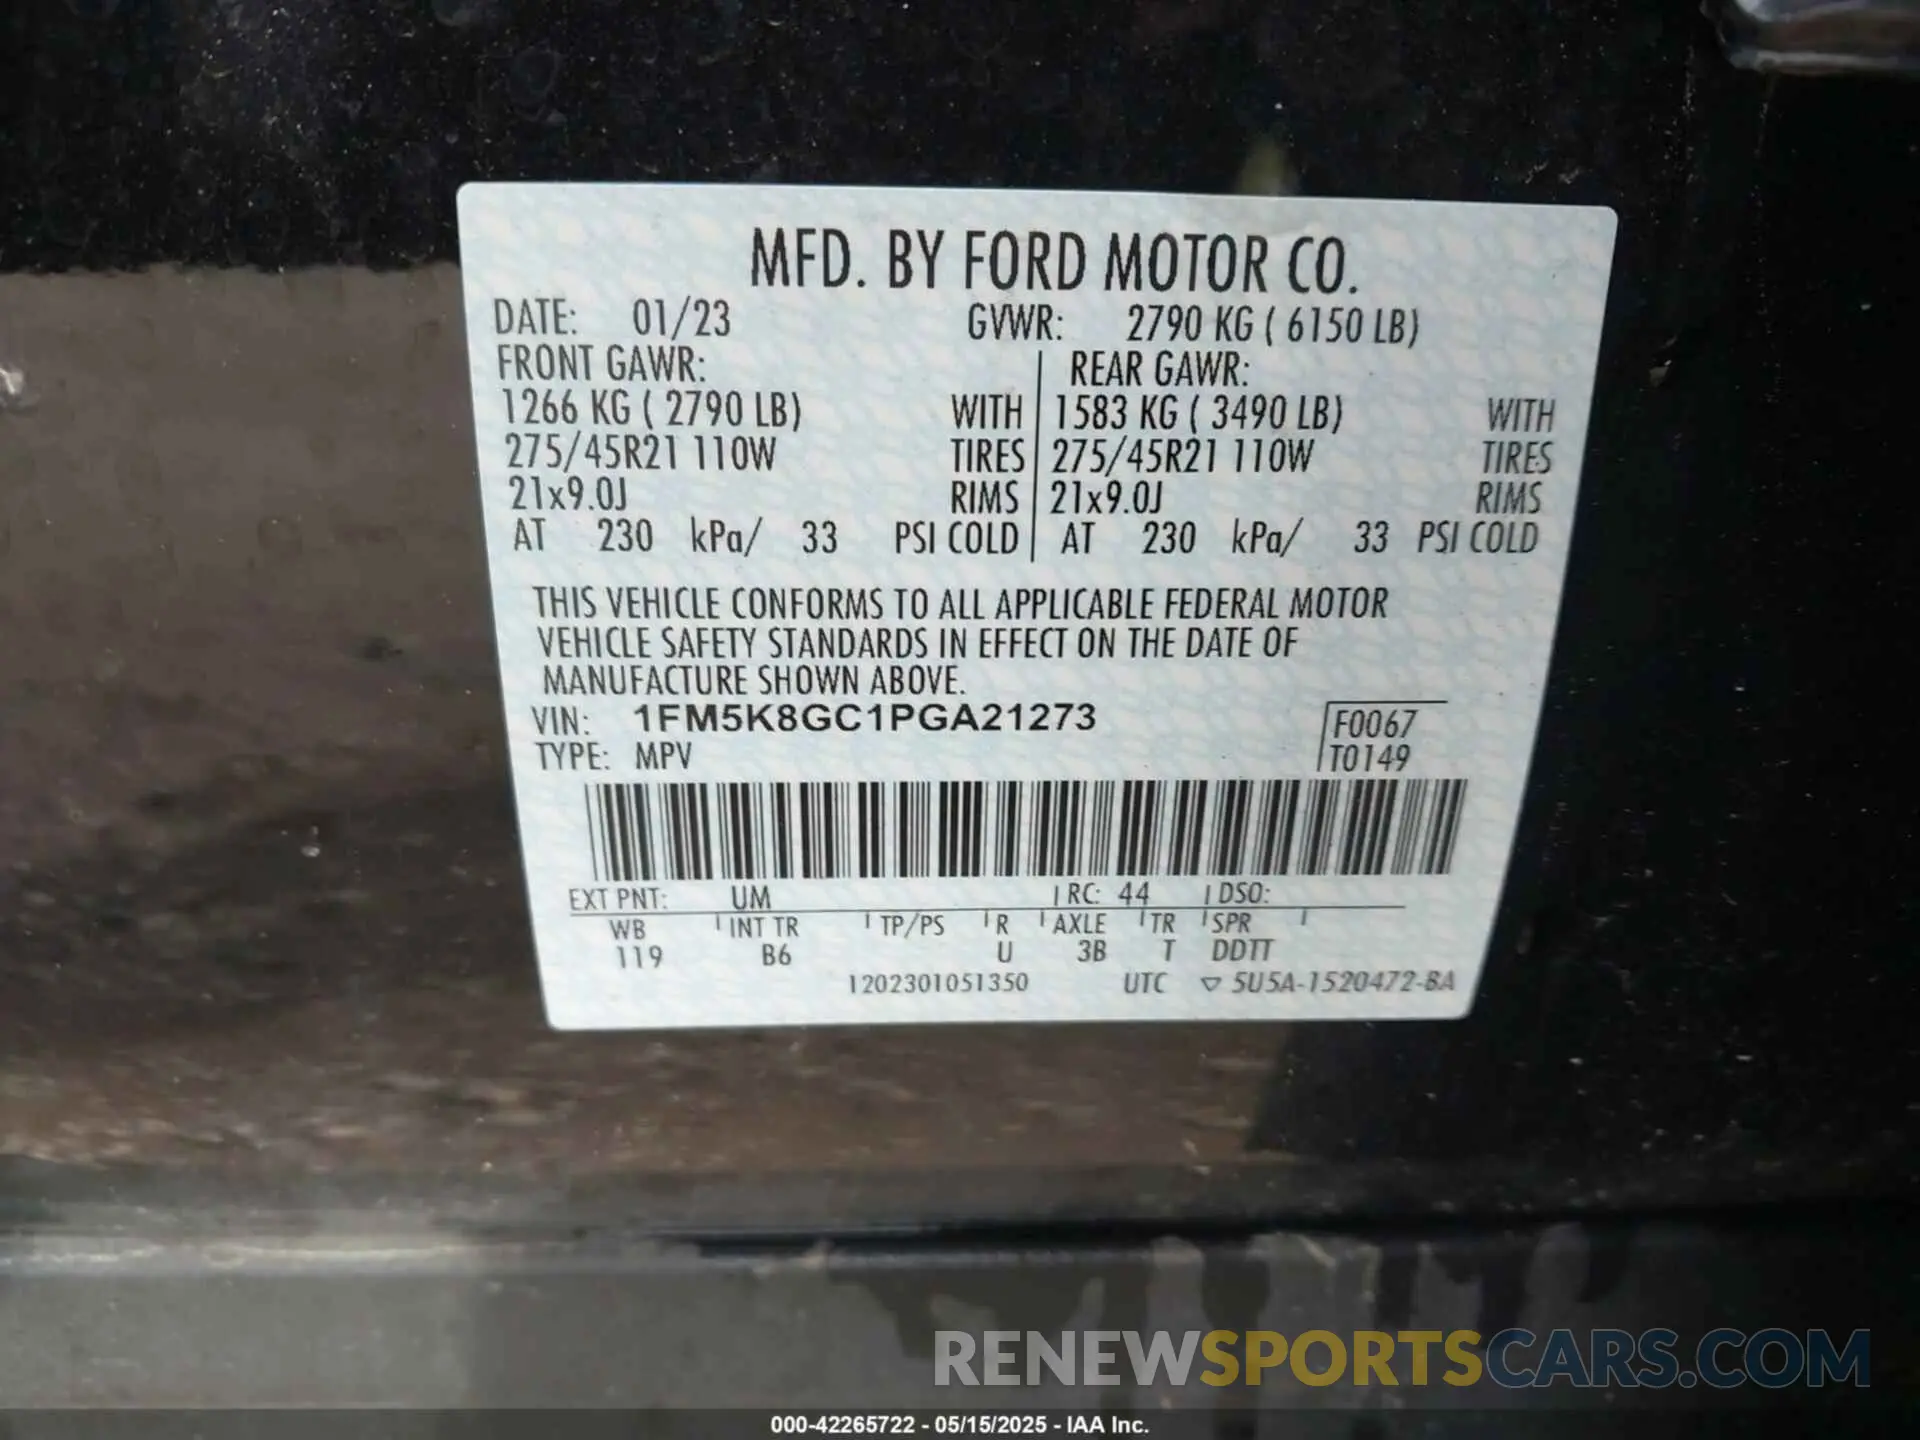 MFD. BY FORD MOTOR CO.
DATE: 01/23 GVWR: 2790 KG ( 6150 LB)
FRONT GAWR: REAR GAWR:
1266 KG ( 2790 LB) WITH 1583 KG ( 3490 LB) WITH
275/45R21 110W TIRES 275/45R21 110W TIRES
21x9.0J RIMS 21x9.0J RIMS
AT 230 kPa/ 33 PSI COLD AT 230 kPa/ 33 PSI COLD
THIS VEHICLE CONFORMS TO ALL APPLICABLE FEDERAL MOTOR
VEHICLE SAFETY STANDARDS IN EFFECT ON THE DATE OF
MANUFACTURE SHOWN ABOVE.
VIN: 1FM5K8GC1PGA21273 F0067
TYPE: MPV T0149
EXT PNT: UM RC: 44 DSO:
WB INT TR TP/PS R AXLE TR SPR
119 B6 U 3B T DDTT
1202301051350 UTC ▽ 5U5A-1520472-BA
RENEWSPORTSCARS.COM
000-42265722 - 05/15/2025 - IAA Inc.